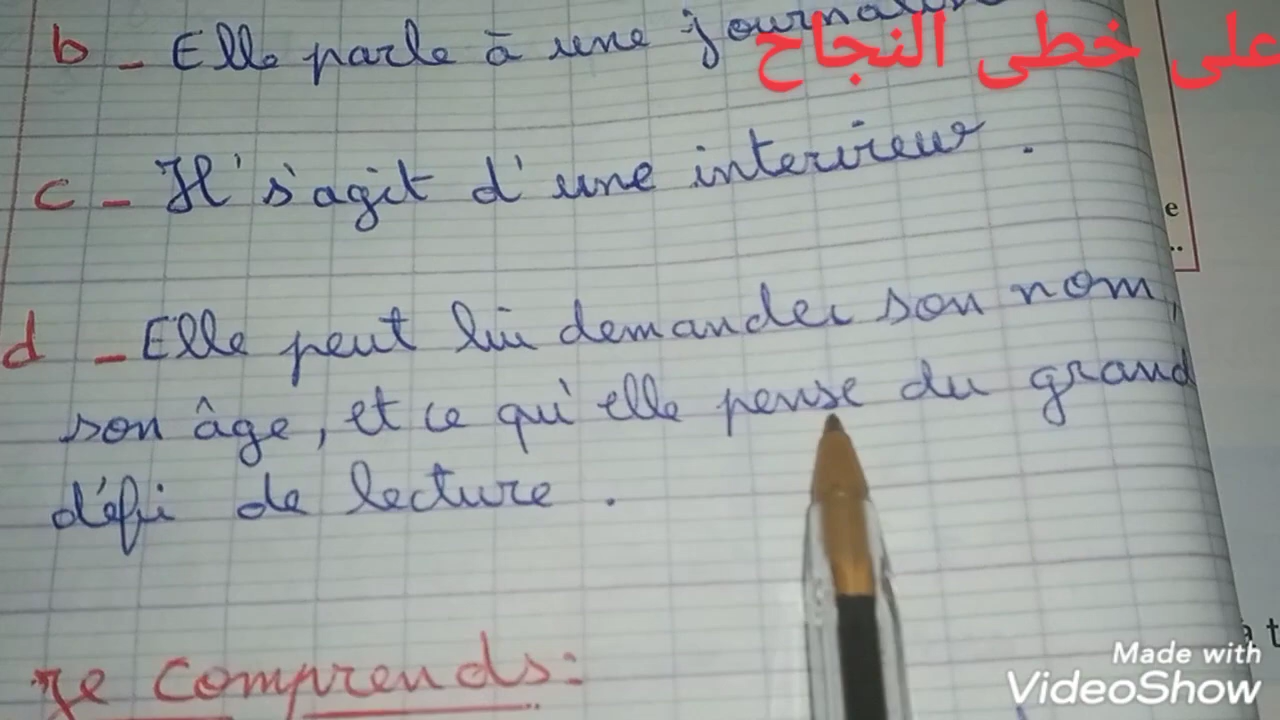 b - Elle parle à une journaliste
على خطى النجاح
c - Il s'agit d'une interwiew.
e
..
d - Elle peut lui demander son nom,
son âge, et ce qu'elle pense du grand
défi de lecture.
à t
Je comprends:
Made with
VideoShow